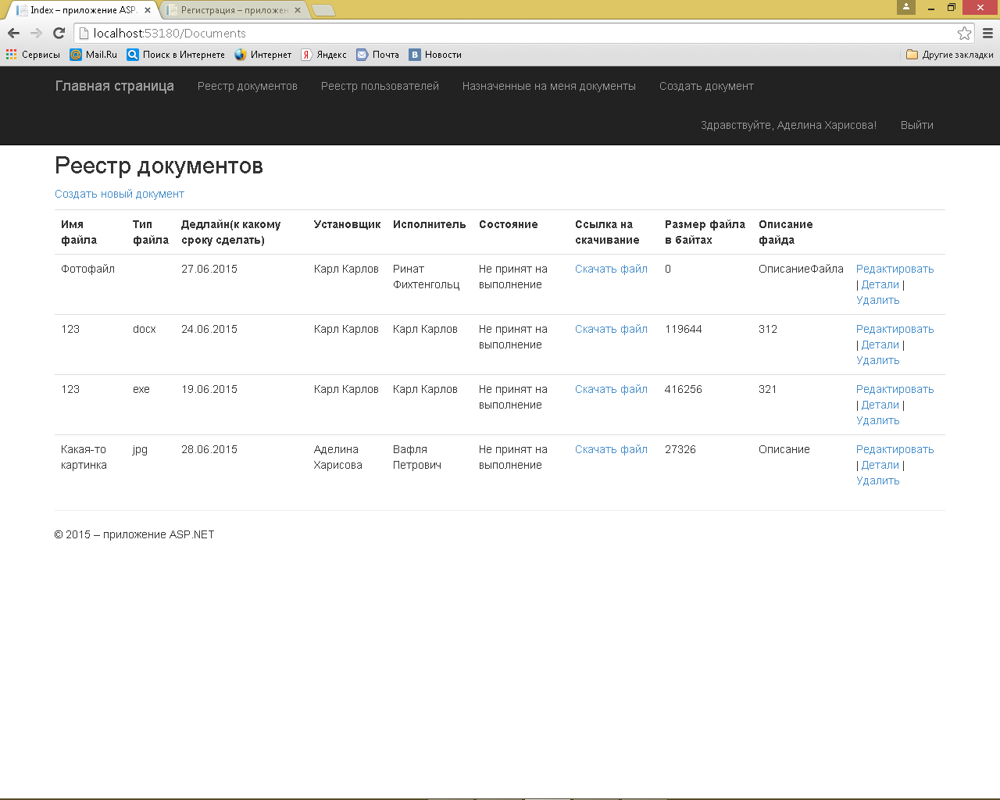 Index – приложение ASP.
Регистрация – приложен
localhost:53180/Documents
Сервисы Mail.Ru Поиск в Интернете Интернет Яндекс Почта Новости Другие закладки
Главная страница Реестр документов Реестр пользователей Назначенные на меня документы Создать документ
Здравствуйте, Аделина Харисова! Выйти
Реестр документов
Создать новый документ
Имя Тип Дедлайн(к какому Установщик Исполнитель Состояние Ссылка на Размер файла Описание
файла файла сроку сделать) скачивание в байтах файда
Фотофайл 27.06.2015 Карл Карлов Ринат Не принят на Скачать файл 0 ОписаниеФайла Редактировать
Фихтенгольц выполнение | Детали |
Удалить
123 docx 24.06.2015 Карл Карлов Карл Карлов Не принят на Скачать файл 119644 312 Редактировать
выполнение | Детали |
Удалить
123 exe 19.06.2015 Карл Карлов Карл Карлов Не принят на Скачать файл 416256 321 Редактировать
выполнение | Детали |
Удалить
Какая-то jpg 28.06.2015 Аделина Вафля Не принят на Скачать файл 27326 Описание Редактировать
картинка Харисова Петрович выполнение | Детали |
Удалить
© 2015 – приложение ASP.NET